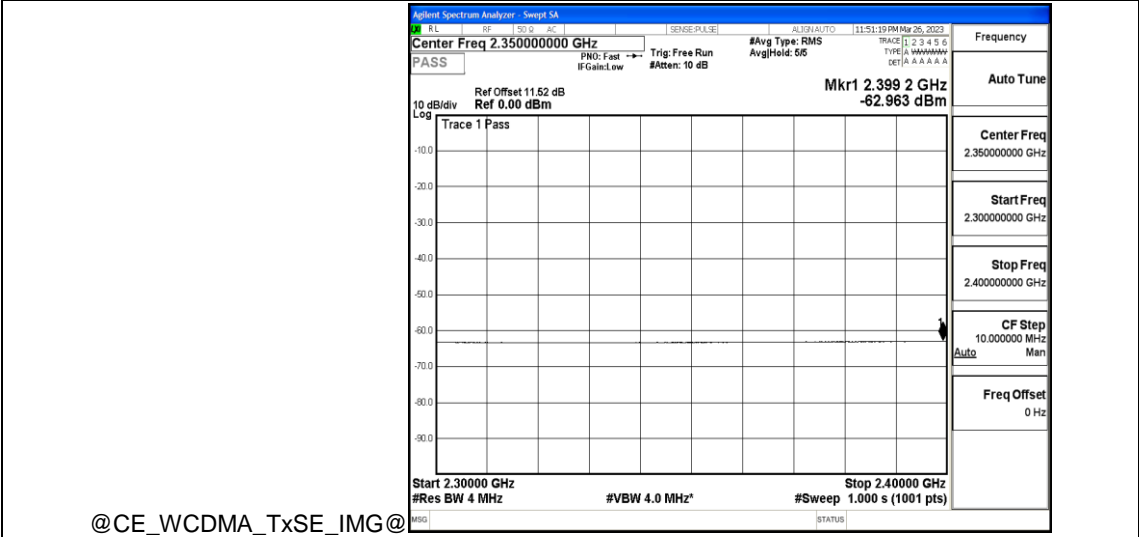 Agilent Spectrum Analyzer - Swept SA
RL RF 50 Ω AC SENSE:PULSE ALIGNAUTO 11:51:19 PM Mar 26, 2023
Center Freq 2.350000000 GHz
PASS
PNO: Fast
IFGain:Low
Trig: Free Run
#Atten: 10 dB
#Avg Type: RMS
Avg|Hold: 5/5
TRACE 1 2 3 4 5 6
TYPE A WWWWW
DET A A A A A A
Ref Offset 11.52 dB
10 dB/div Ref 0.00 dBm
Log
Mkr1 2.399 2 GHz
-62.963 dBm
Trace 1 Pass
-10.0
-20.0
-30.0
-40.0
-50.0
-60.0
-70.0
-80.0
-90.0
1
Start 2.30000 GHz Stop 2.40000 GHz
#Res BW 4 MHz #VBW 4.0 MHz* #Sweep 1.000 s (1001 pts)
MSG STATUS
Frequency
Auto Tune
Center Freq
2.350000000 GHz
Start Freq
2.300000000 GHz
Stop Freq
2.400000000 GHz
CF Step
10.000000 MHz
Auto Man
Freq Offset
0 Hz
@CE_WCDMA_TxSE_IMG@